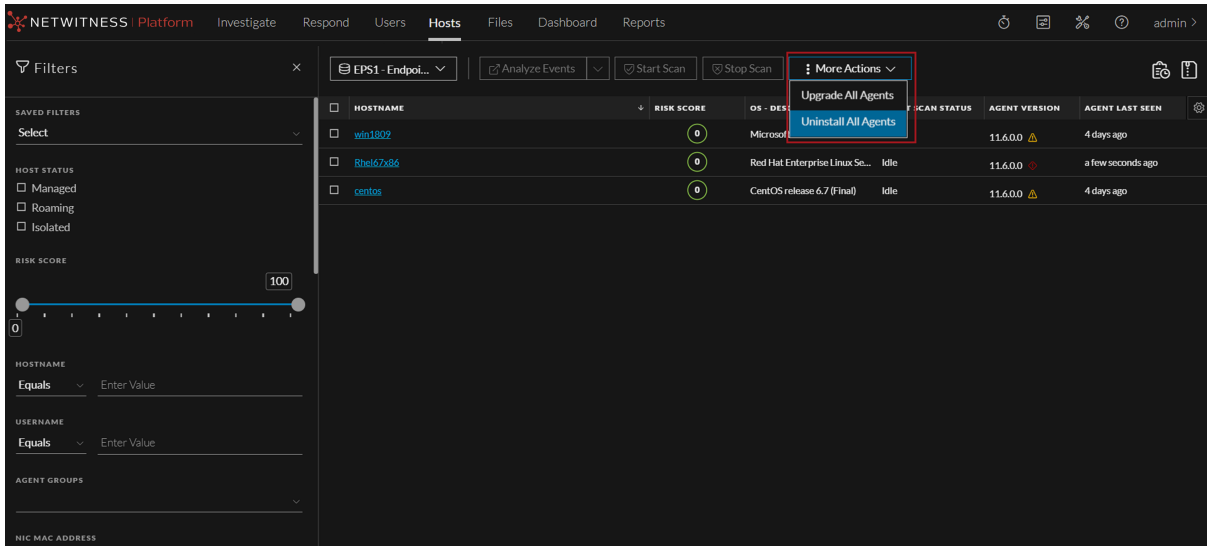 NETWITNESS Platform Investigate Respond Users Hosts Files Dashboard Reports admin >
Filters
EPS1 - Endpoi... Analyze Events Start Scan Stop Scan More Actions
Upgrade All Agents
Uninstall All Agents
SAVED FILTERS
Select
HOST STATUS
Managed
Roaming
Isolated
RISK SCORE
100
0
HOSTNAME
Equals Enter Value
USERNAME
Equals Enter Value
AGENT GROUPS
NIC MAC ADDRESS
HOSTNAME RISK SCORE OS - DES SCAN STATUS AGENT VERSION AGENT LAST SEEN
win1809 0 Microsoft 11.6.0.0 4 days ago
Rhel67x86 0 Red Hat Enterprise Linux Se... Idle 11.6.0.0 a few seconds ago
centos 0 CentOS release 6.7 (Final) Idle 11.6.0.0 4 days ago